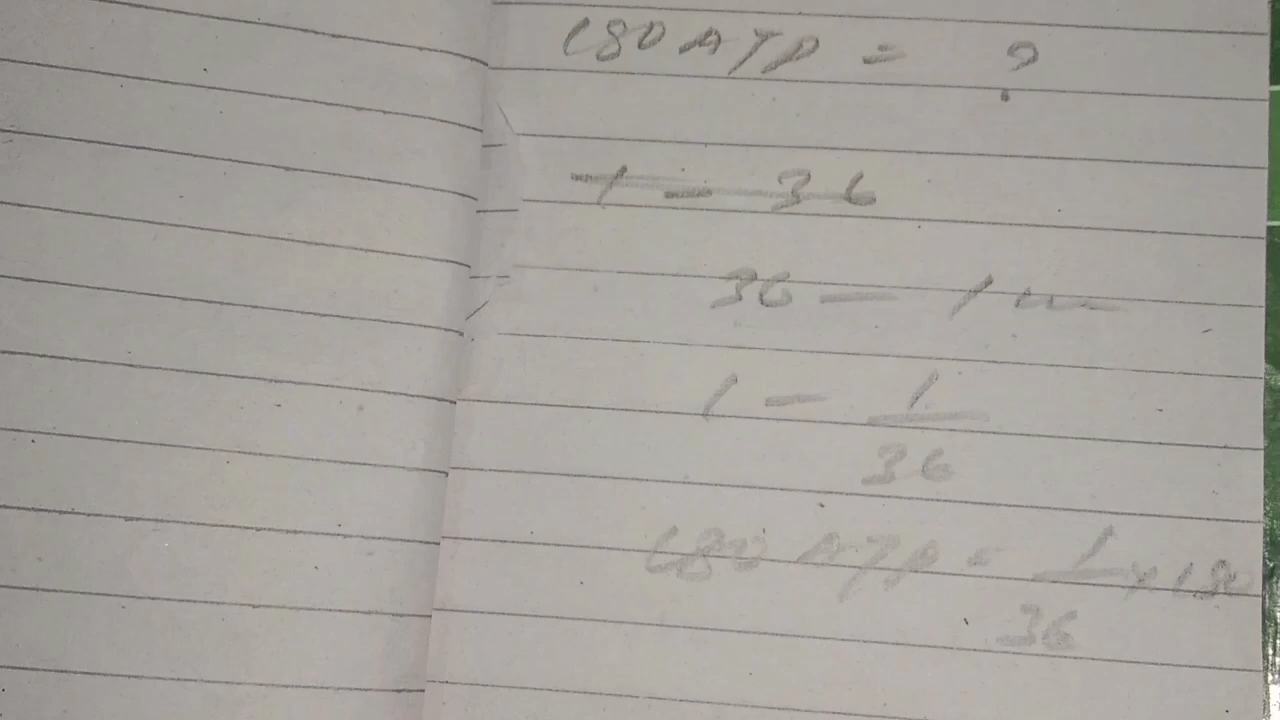 180 ATP = ?
1 - 36
36 - 1
1 - 1/36
180 ATP = 1/36 × 180